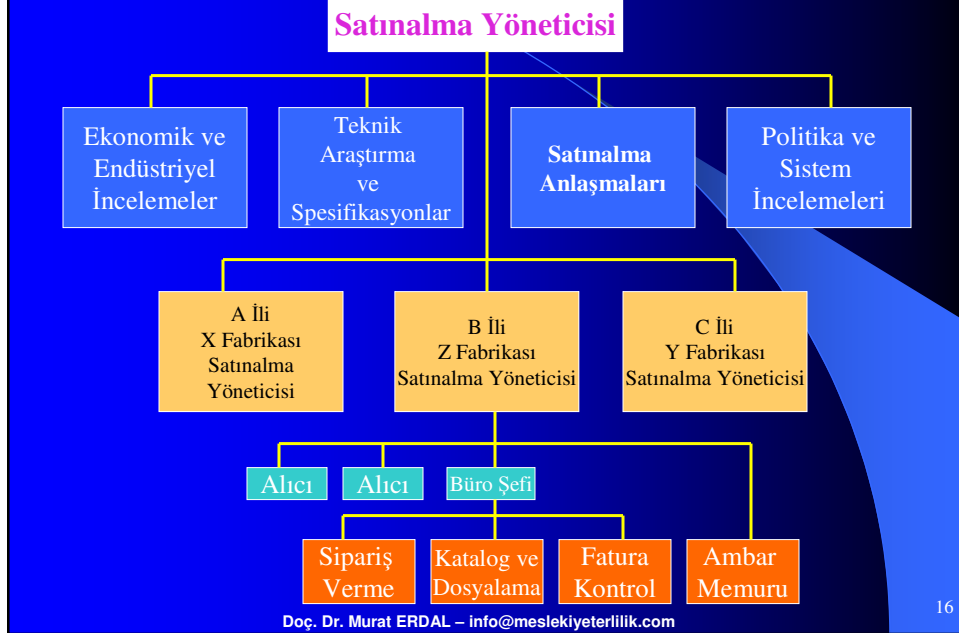 Satınalma Yöneticisi
Ekonomik ve
Endüstriyel
İncelemeler
Teknik
Araştırma
ve
Spesifikasyonlar
Satınalma
Anlaşmaları
Politika ve
Sistem
İncelemeleri
A İli
X Fabrikası
Satınalma
Yöneticisi
B İli
Z Fabrikası
Satınalma Yöneticisi
C İli
Y Fabrikası
Satınalma Yöneticisi
Alıcı
Alıcı
Büro Şefi
Sipariş
Verme
Katalog ve
Dosyalama
Fatura
Kontrol
Ambar
Memuru
Doç. Dr. Murat ERDAL – info@meslekiyeterlilik.com
16